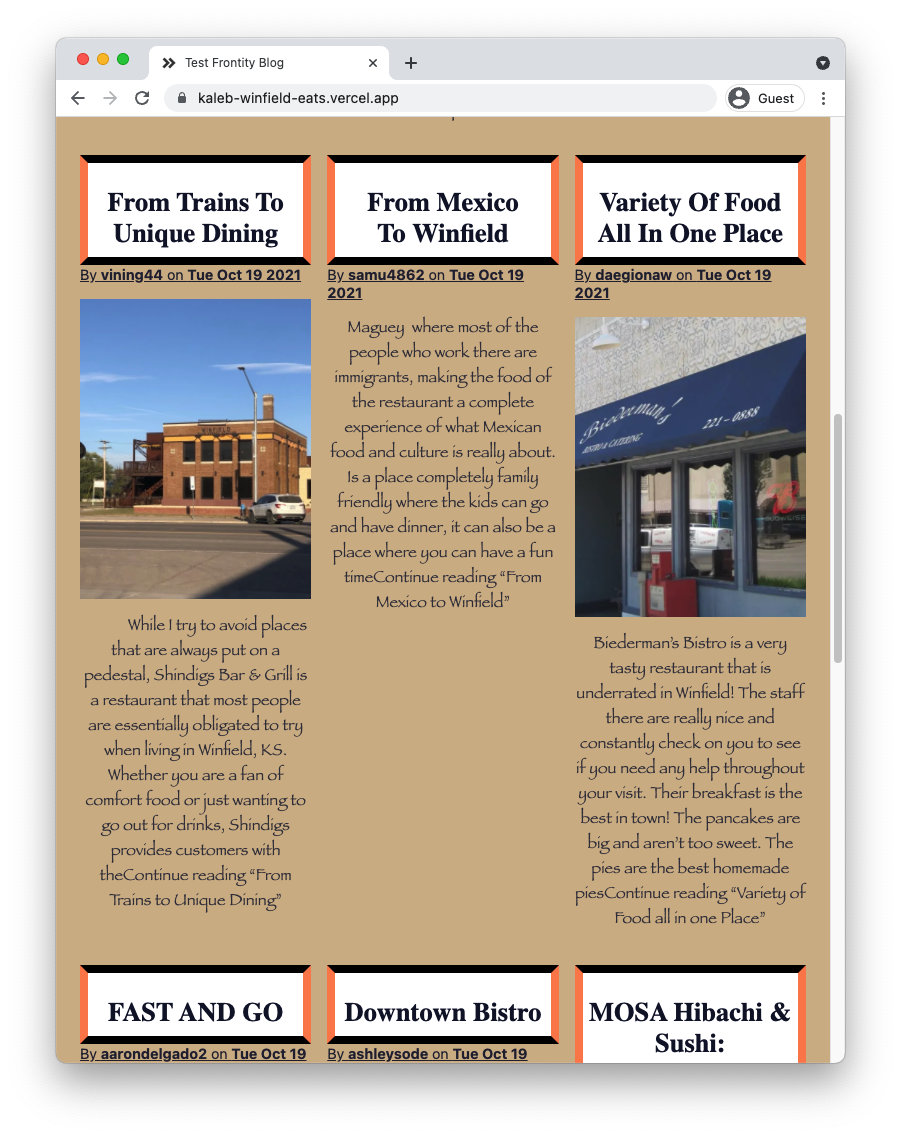 Test Frontity Blog
kaleb-winfield-eats.vercel.app
Guest
From Trains To
Unique Dining
By vining44 on Tue Oct 19 2021
WINFIELD
While I try to avoid places
that are always put on a
pedestal, Shindigs Bar & Grill is
a restaurant that most people
are essentially obligated to try
when living in Winfield, KS.
Whether you are a fan of
comfort food or just wanting to
go out for drinks, Shindigs
provides customers with
theContinue reading “From
Trains to Unique Dining”
From Mexico
To Winfield
By samu4862 on Tue Oct 19
2021
Maguey  where most of the
people who work there are
immigrants, making the food of
the restaurant a complete
experience of what Mexican
food and culture is really about.
Is a place completely family
friendly where the kids can go
and have dinner, it can also be a
place where you can have a fun
timeContinue reading “From
Mexico to Winfield”
Variety Of Food
All In One Place
By daegionaw on Tue Oct 19
2021
Biederman's!
BISTRO & CATERING
221-0888
Biederman’s Bistro is a very
tasty restaurant that is
underrated in Winfield! The staff
there are really nice and
constantly check on you to see
if you need any help throughout
your visit. Their breakfast is the
best in town! The pancakes are
big and aren’t too sweet. The
pies are the best homemade
piesContinue reading “Variety of
Food all in one Place”
FAST AND GO
By aarondelgado2 on Tue Oct 19
Downtown Bistro
By ashleysode on Tue Oct 19
MOSA Hibachi &
Sushi: